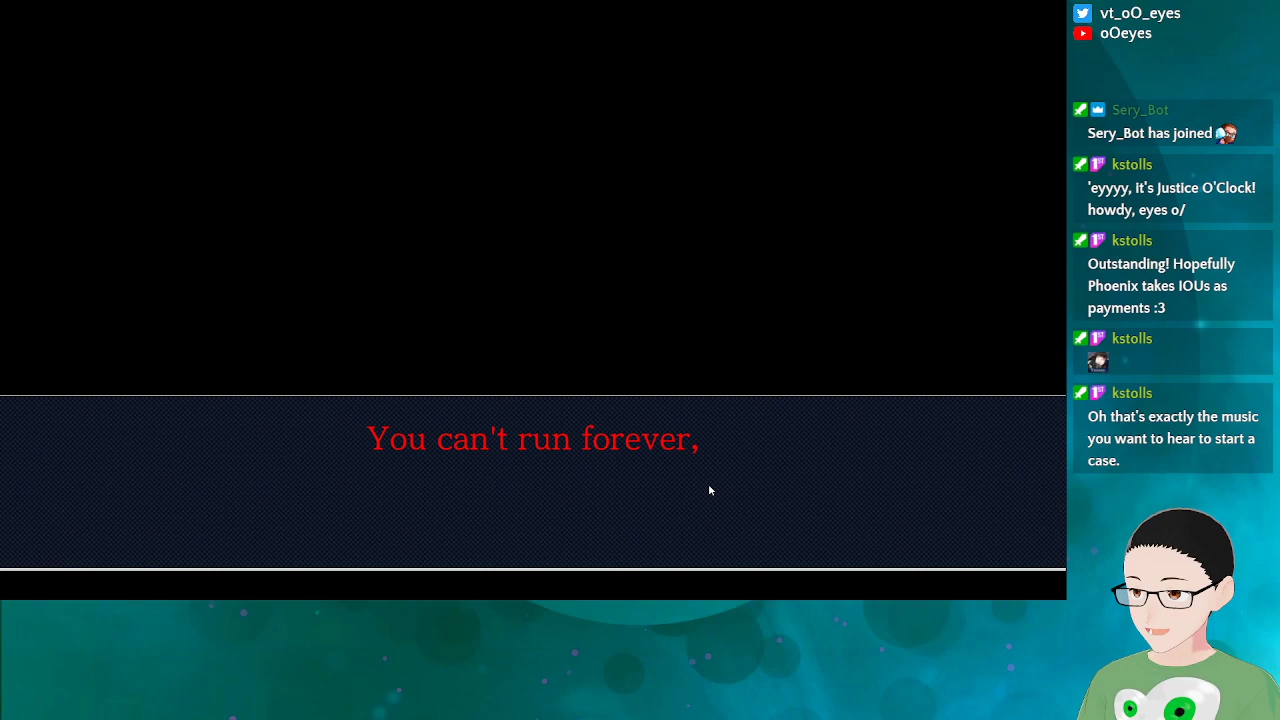 vt_oO_eyes
oOeyes
Sery_Bot
Sery_Bot has joined
kstolls
'eyyyy, it's Justice O'Clock!
howdy, eyes o/
kstolls
Outstanding! Hopefully
Phoenix takes IOUs as
payments :3
kstolls
kstolls
Oh that's exactly the music
you want to hear to start a
case.
You can't run forever,